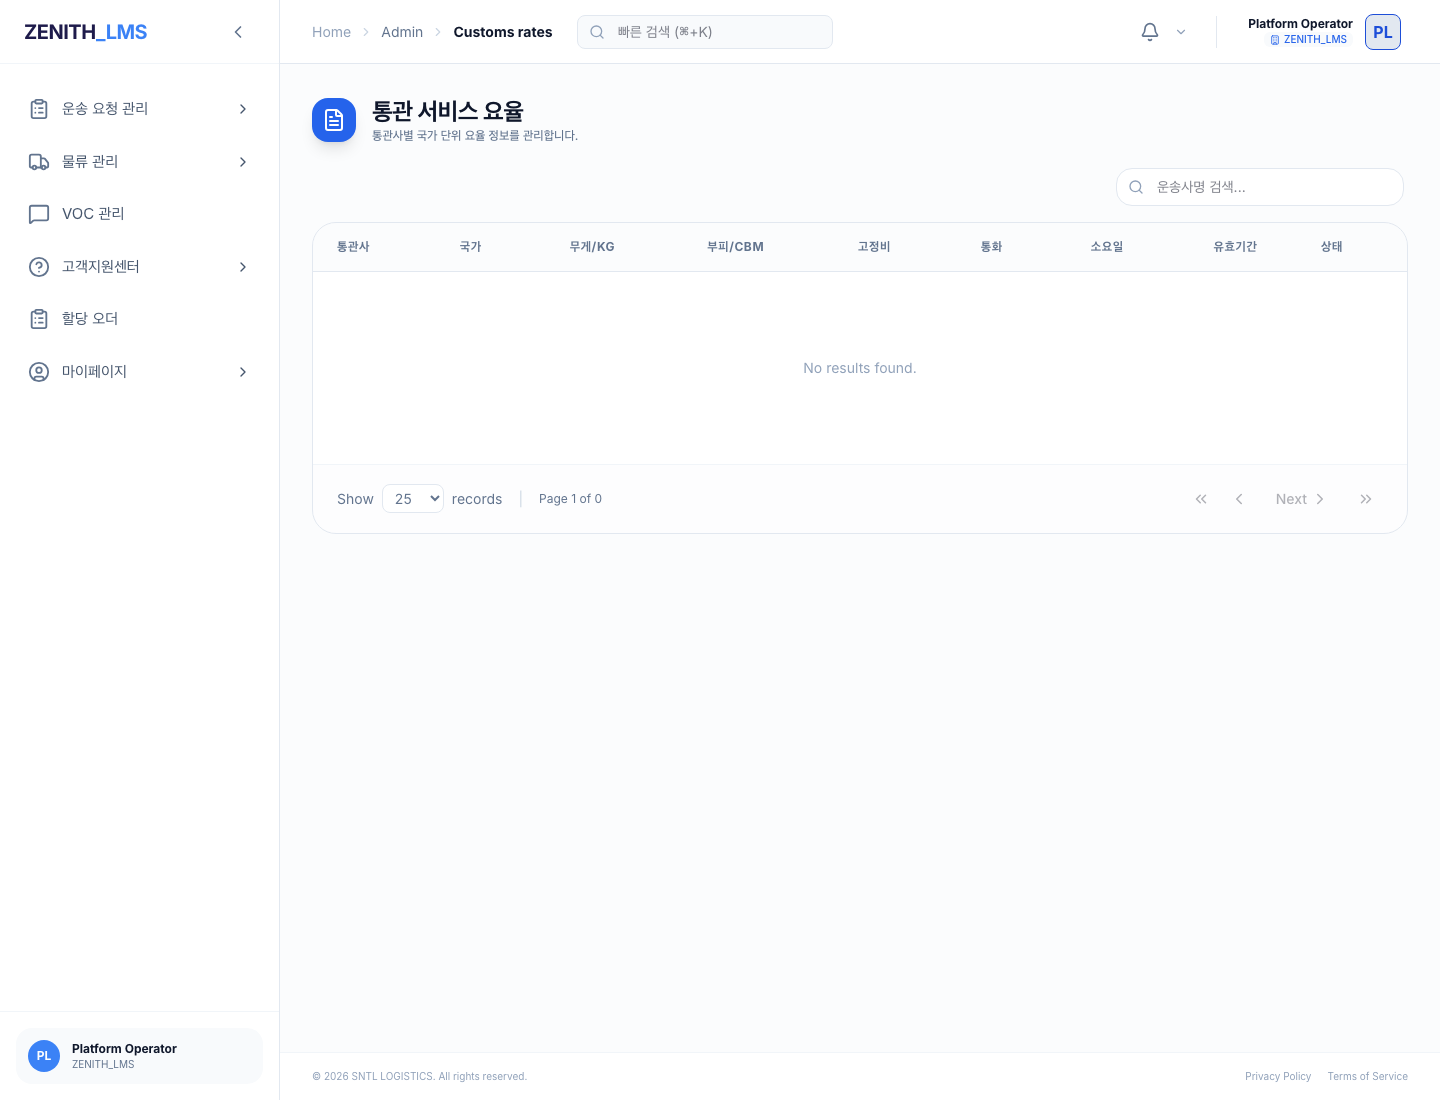 ZENITH_LMS
Home
Admin
Customs rates
빠른 검색 (⌘+K)
Platform Operator
ZENITH_LMS
PL
운송 요청 관리
물류 관리
VOC 관리
고객지원센터
할당 오더
마이페이지
통관 서비스 요율
통관사별 국가 단위 요율 정보를 관리합니다.
운송사명 검색...
통관사 국가 무게/KG 부피/CBM 고정비 통화 소요일 유효기간 상태
No results found.
Show 25 records | Page 1 of 0
Next
PL
Platform Operator
ZENITH_LMS
© 2026 SNTL LOGISTICS. All rights reserved.
Privacy Policy Terms of Service